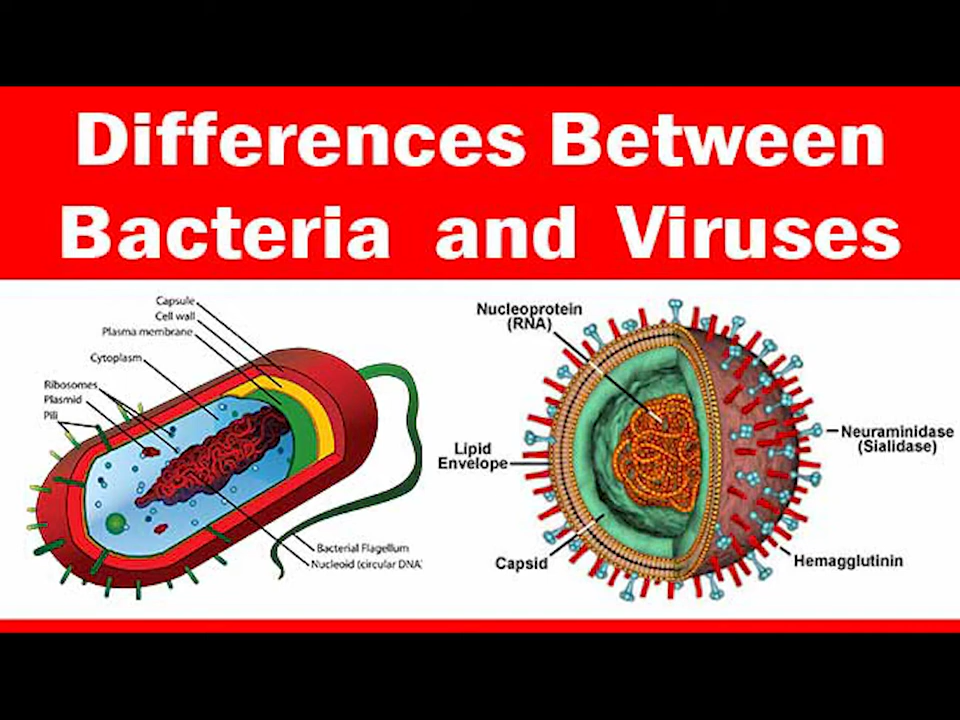 Differences Between
Bacteria and Viruses
Capsule
Cell wall
Plasma membrane
Cytoplasm
Ribosomes
Plasmid
Pili
Bacterial Flagellum
Nucleoid (circular DNA)
Nucleoprotein
(RNA)
Lipid
Envelope
Capsid
Neuraminidase
(Sialidase)
Hemagglutinin